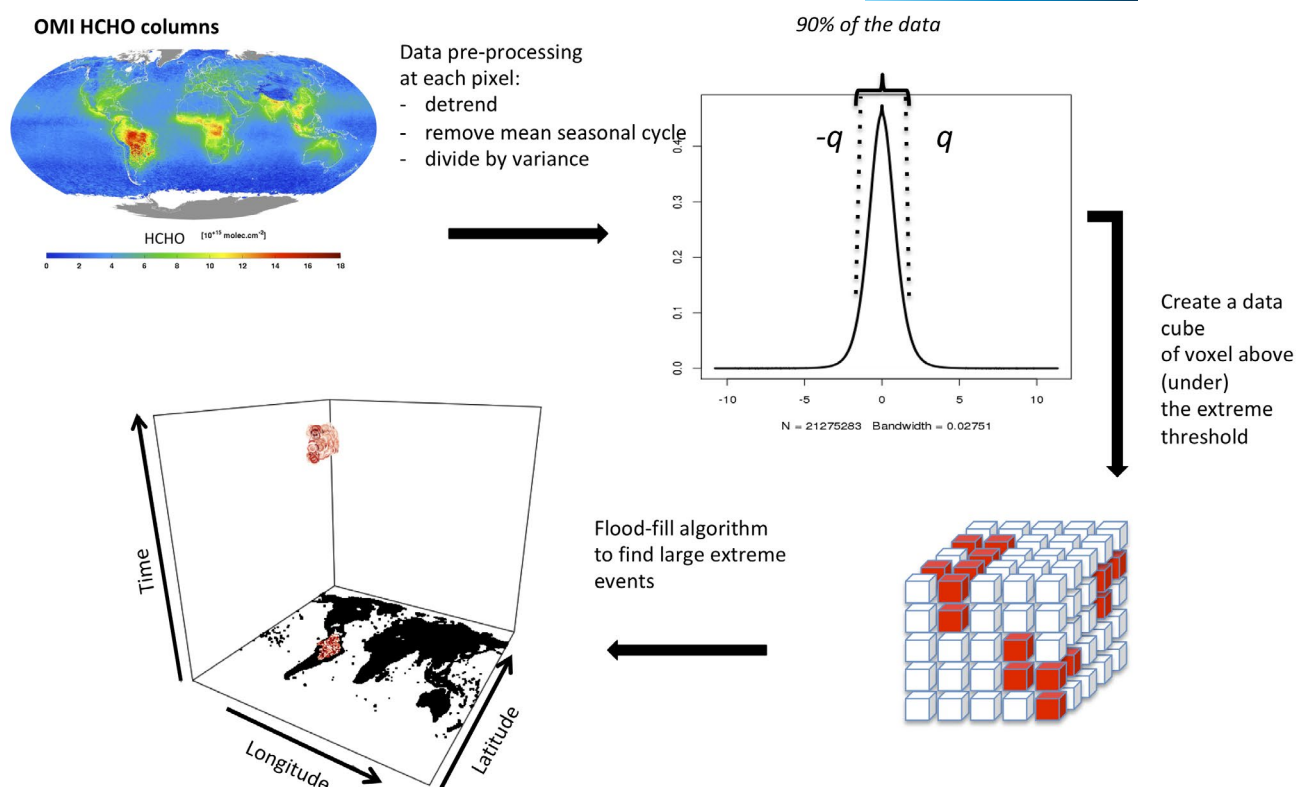 OMI HCHO columns
HCHO [10⁺¹⁵ molec.cm⁻²]
0 2 4 6 8 10 12 14 16 18
Data pre-processing
at each pixel:
- detrend
- remove mean seasonal cycle
- divide by variance
90% of the data
-q q
0.4
0.3
0.2
0.1
0.0
-10 -5 0 5 10
N = 21275283 Bandwidth = 0.02751
Create a data
cube
of voxel above
(under)
the extreme
threshold
Flood-fill algorithm
to find large extreme
events
Time
Longitude
Latitude